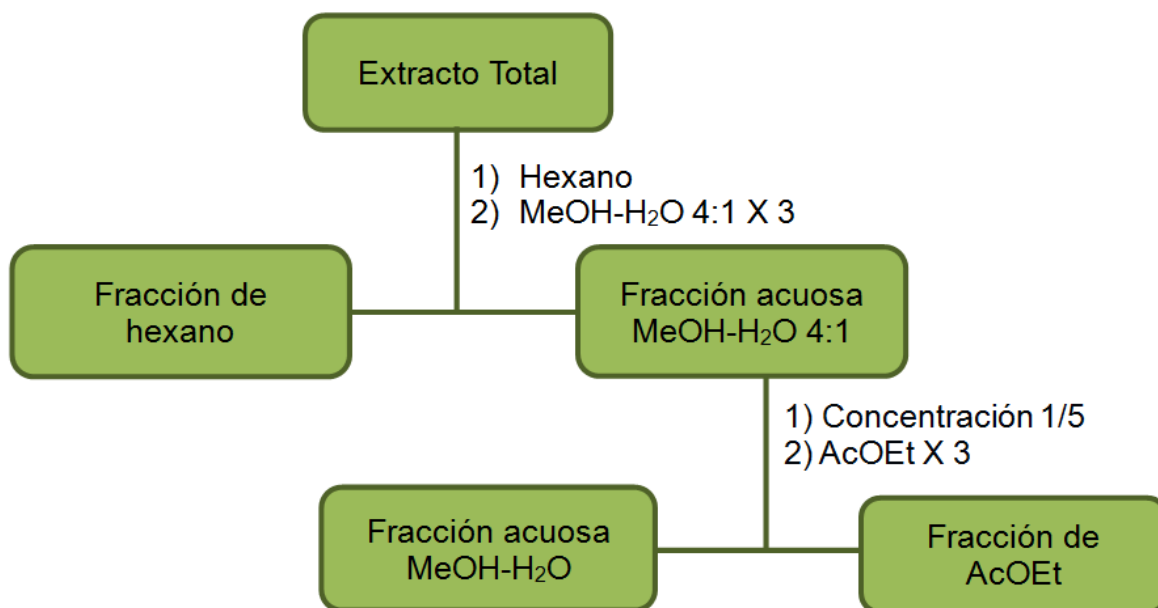 Extracto Total
1) Hexano
2) MeOH-H₂O 4:1 X 3
Fracción de
hexano
Fracción acuosa
MeOH-H₂O 4:1
1) Concentración 1/5
2) AcOEt X 3
Fracción acuosa
MeOH-H₂O
Fracción de
AcOEt